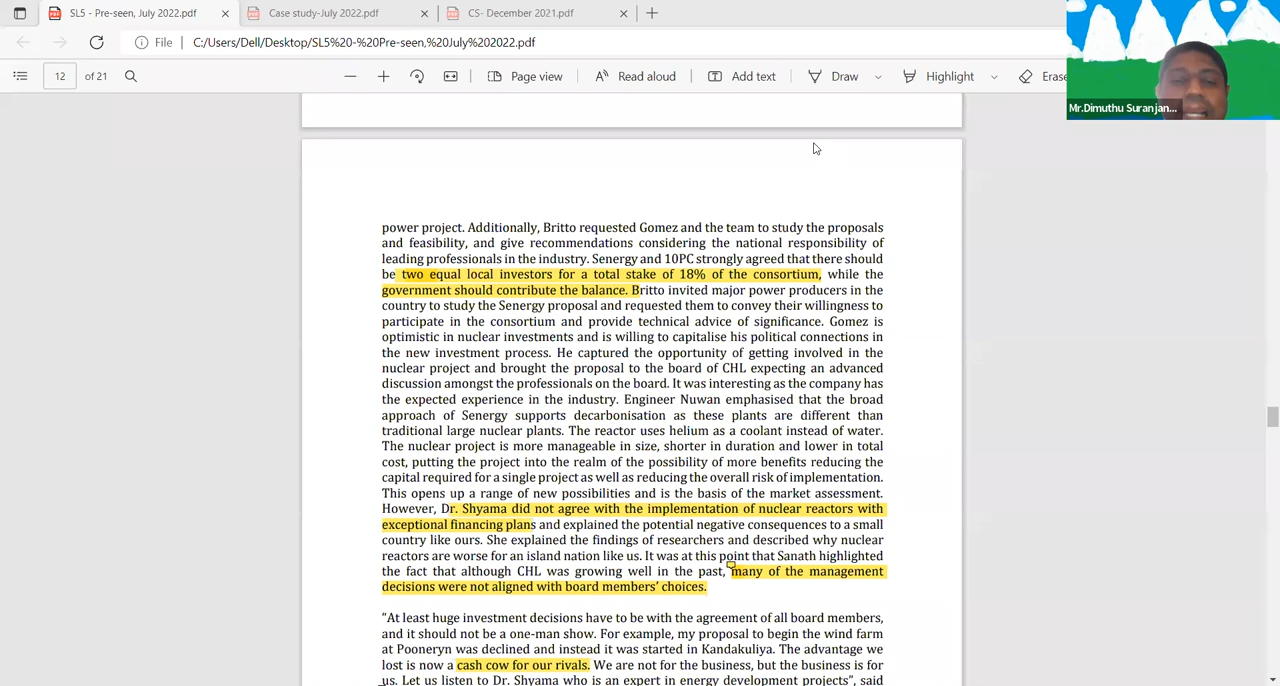 SL5 - Pre-seen, July 2022.pdf
Case study-July 2022.pdf
CS- December 2021.pdf
File
C:/Users/Dell/Desktop/SL5%20-%20Pre-seen,%20July%202022.pdf
12 of 21
Page view
Read aloud
Add text
Draw
Highlight
Erase
Mr.Dimuthu Suranjan...
power project. Additionally, Britto requested Gomez and the team to study the proposals
and feasibility, and give recommendations considering the national responsibility of
leading professionals in the industry. Senergy and 10PC strongly agreed that there should
be two equal local investors for a total stake of 18% of the consortium, while the
government should contribute the balance. Britto invited major power producers in the
country to study the Senergy proposal and requested them to convey their willingness to
participate in the consortium and provide technical advice of significance. Gomez is
optimistic in nuclear investments and is willing to capitalise his political connections in
the new investment process. He captured the opportunity of getting involved in the
nuclear project and brought the proposal to the board of CHL expecting an advanced
discussion amongst the professionals on the board. It was interesting as the company has
the expected experience in the industry. Engineer Nuwan emphasised that the broad
approach of Senergy supports decarbonisation as these plants are different than
traditional large nuclear plants. The reactor uses helium as a coolant instead of water.
The nuclear project is more manageable in size, shorter in duration and lower in total
cost, putting the project into the realm of the possibility of more benefits reducing the
capital required for a single project as well as reducing the overall risk of implementation.
This opens up a range of new possibilities and is the basis of the market assessment.
However, Dr. Shyama did not agree with the implementation of nuclear reactors with
exceptional financing plans and explained the potential negative consequences to a small
country like ours. She explained the findings of researchers and described why nuclear
reactors are worse for an island nation like us. It was at this point that Sanath highlighted
the fact that although CHL was growing well in the past, many of the management
decisions were not aligned with board members' choices.
“At least huge investment decisions have to be with the agreement of all board members,
and it should not be a one-man show. For example, my proposal to begin the wind farm
at Pooneryn was declined and instead it was started in Kandakuliya. The advantage we
lost is now a cash cow for our rivals. We are not for the business, but the business is for
us. Let us listen to Dr. Shyama who is an expert in energy development projects”, said